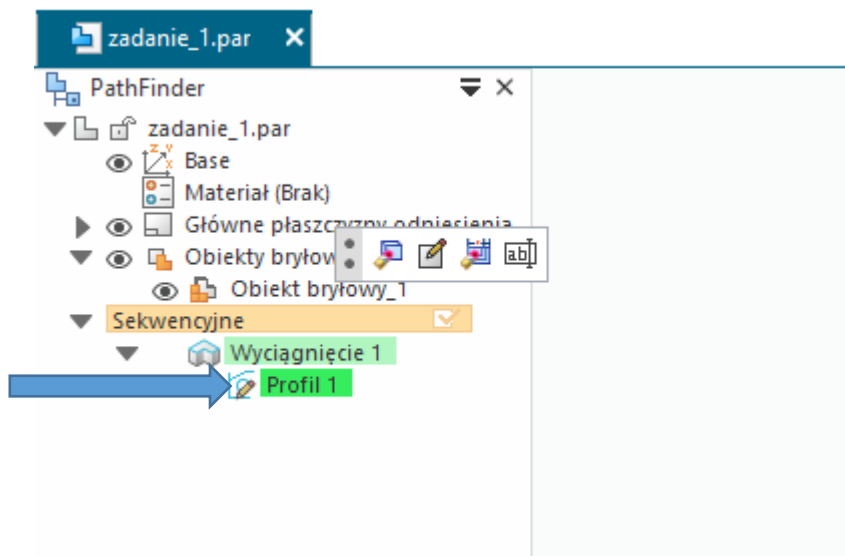 zadanie_1.par
PathFinder
zadanie_1.par
Base
Materiał (Brak)
Główne płaszczyzny odniesienia
Obiekty bryłow
Obiekt bryłowy_1
Sekwencyjne
Wyciągnięcie 1
Profil 1